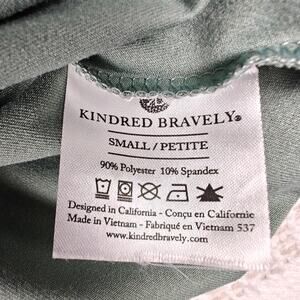 KINDRED BRAVELY®
SMALL / PETITE
90% Polyester 10% Spandex
Designed in California - Conçu en Californie
Made in Vietnam - Fabriqué en Vietnam 537
www.kindredbravely.com